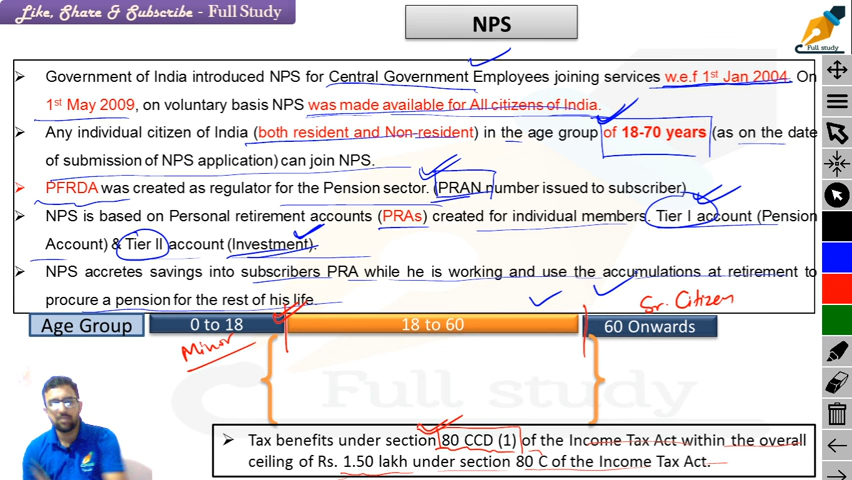 Like, Share & Subscribe - Full Study
NPS
Full study
➢ Government of India introduced NPS for Central Government Employees joining services w.e.f 1st Jan 2004. On
1st May 2009, on voluntary basis NPS was made available for All citizens of India.
➢ Any individual citizen of India (both resident and Non-resident) in the age group of 18-70 years (as on the date
of submission of NPS application) can join NPS.
➢ PFRDA was created as regulator for the Pension sector. (PRAN number issued to subscriber)
➢ NPS is based on Personal retirement accounts (PRAs) created for individual members. Tier I account (Pension
Account) & Tier II account (Investment).
➢ NPS accretes savings into subscribers PRA while he is working and use the accumulations at retirement to
procure a pension for the rest of his life.
Sr. Citizen
Age Group 0 to 18 18 to 60 60 Onwards
Minor
Full study
➢ Tax benefits under section 80 CCD (1) of the Income Tax Act within the overall
ceiling of Rs. 1.50 lakh under section 80 C of the Income Tax Act.